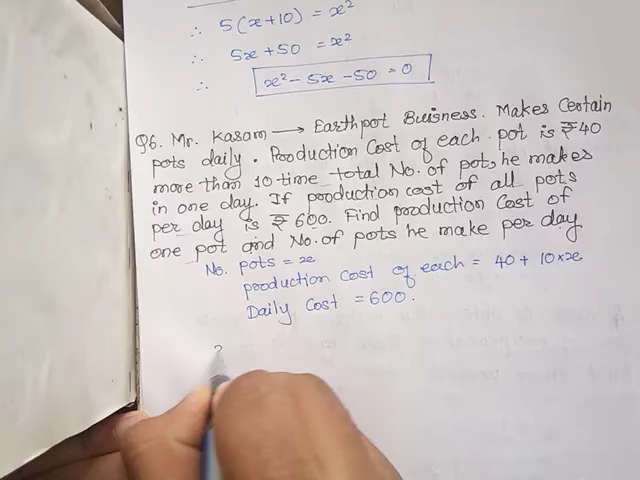 ∴ 5(x+10) = x²
∴ 5x+50 = x²
∴ x² - 5x - 50 = 0
Q6. Mr. Kasam → Earthpot Buisness. Makes Certain
pots daily. Production Cost of each pot is ₹40
more than 10-time total No. of pots he makes
in one day. If production cost of all pots
per day is ₹600. Find production Cost of
one pot and No. of pots he make per day
No. pots = x
production Cost of each = 40 + 10×x
Daily Cost = 600.